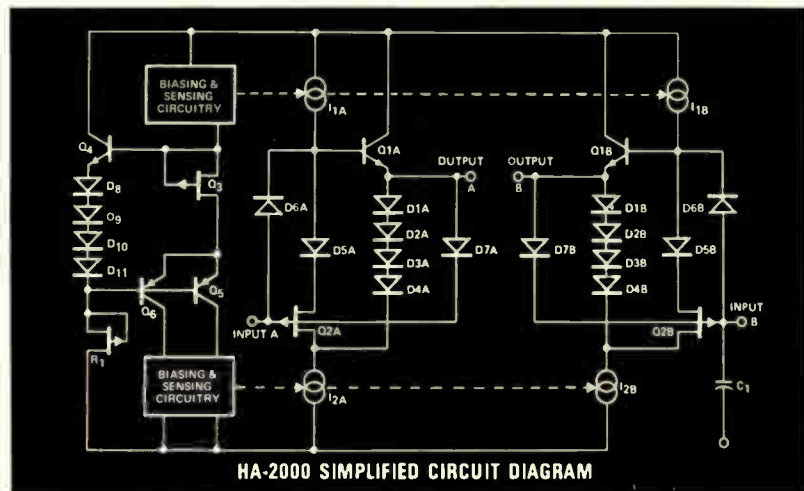 BIASING &
SENSING
CIRCUITRY
I1A
I1B
Q4
Q1A
Q1B
DUTPUT
A
OUTPUT
B
D8
O9
D10
D11
Q3
D6A
D1A
D2A
D3A
D4A
D5A
D7A
D7B
D1B
D2B
D3B
D4B
D5B
D6B
Q6
Q5
R1
INPUT A
Q2A
Q2B
INPUT
B
BIASING &
SENSING
CIRCUITRY
I2A
I2B
C1
HA-2000 SIMPLIFIED CIRCUIT DIAGRAM